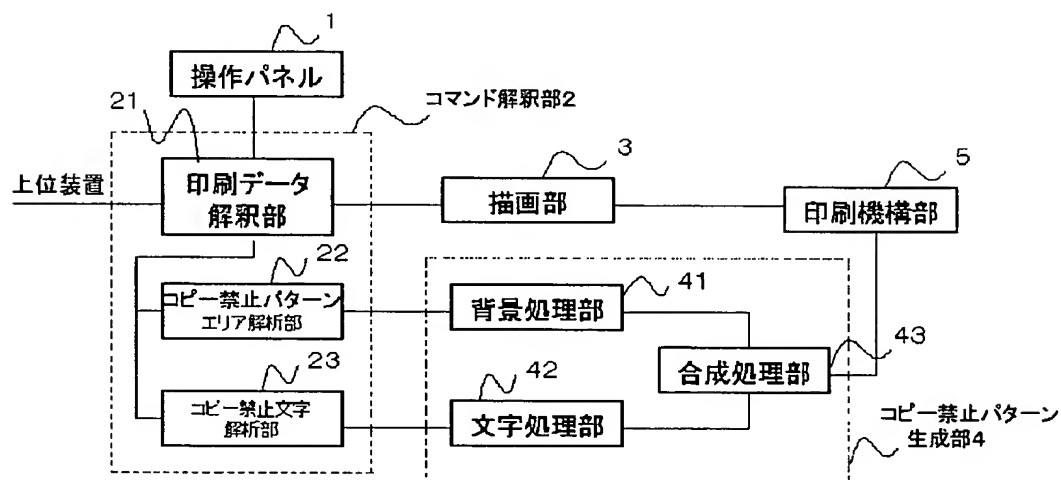 1
操作パネル
コマンド解釈部2
21
上位装置
印刷データ
解釈部
3
描画部
5
印刷機構部
22
コピー禁止パターン
エリア解析部
41
背景処理部
43
合成処理部
23
コピー禁止文字
解析部
42
文字処理部
コピー禁止パターン
生成部4